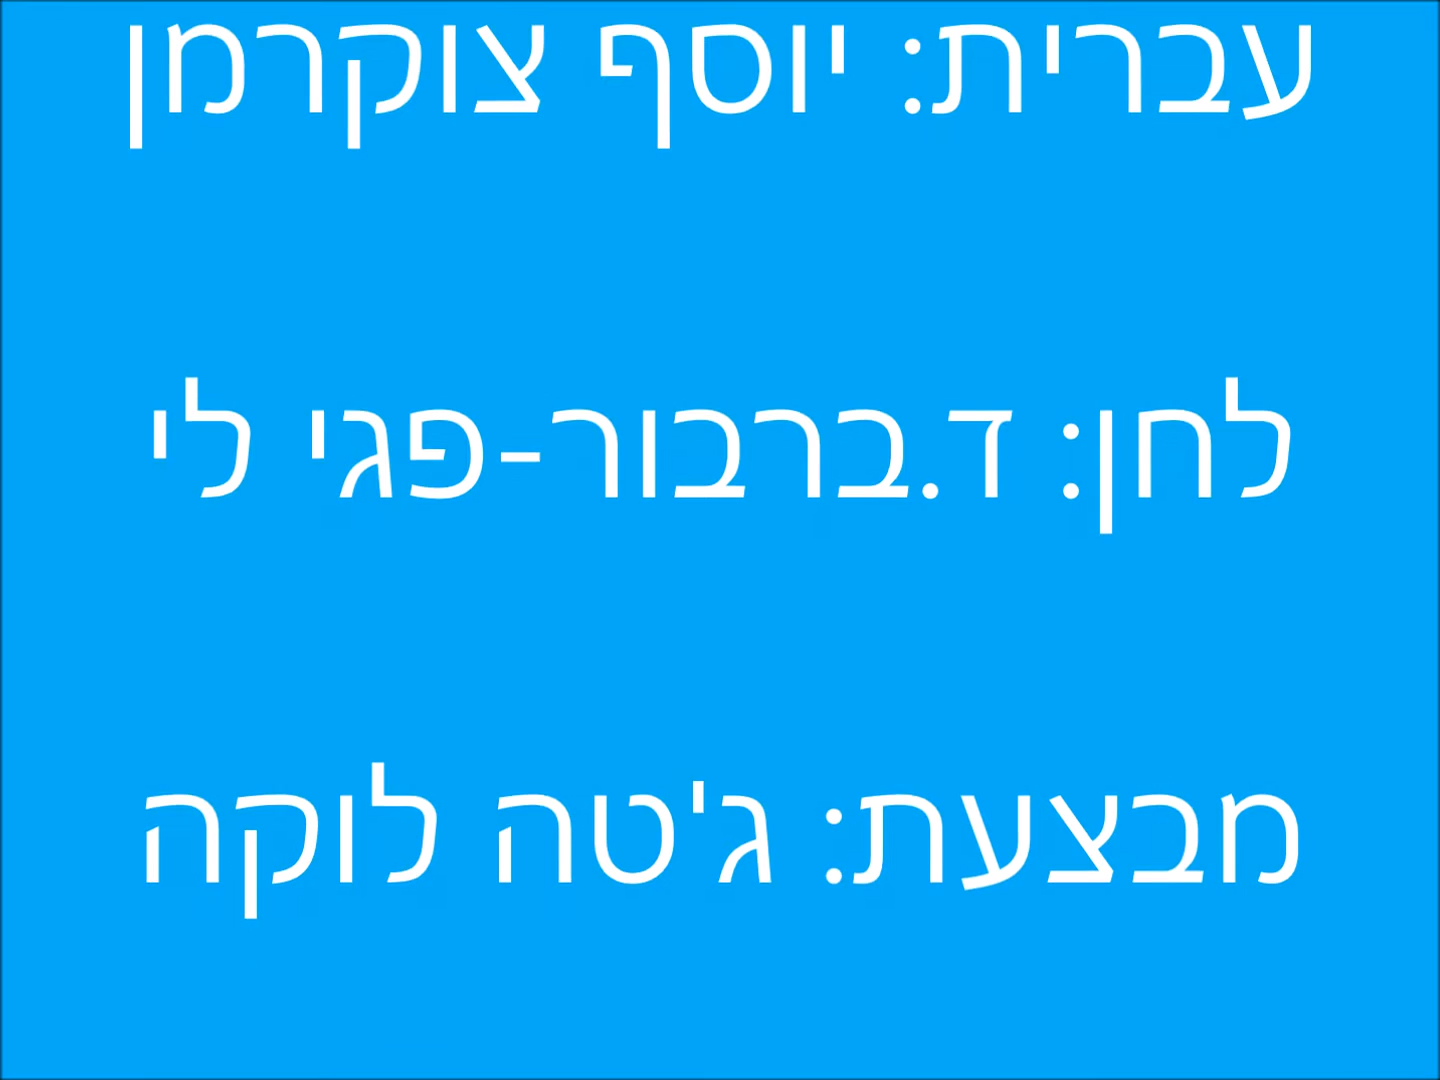 עברית: יוסף צוקרמן
לחן: ד.ברבור-פגי לי
מבצעת: ג'טה לוקה